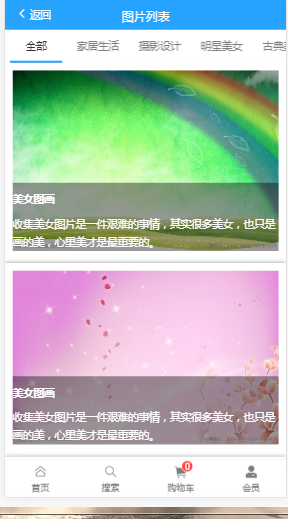 返回
图片列表
全部 家居生活 摄影设计 明星美女 古典
美女图画
收集美女图片是一件艰难的事情，其实很多美女，也只是
画的美，心里美才是最重要的。
美女图画
收集美女图片是一件艰难的事情，其实很多美女，也只是
画的美，心里美才是最重要的。
0
首页 搜索 购物车 会员